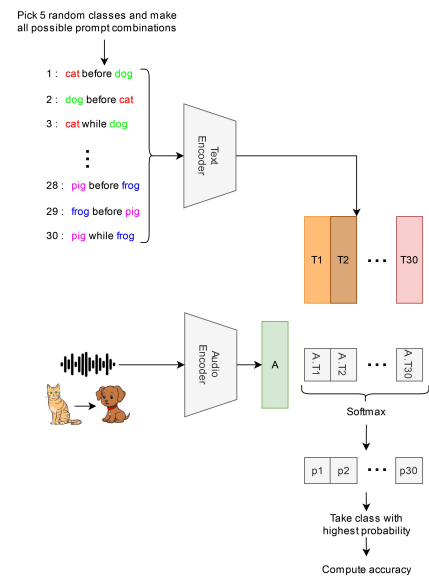 Pick 5 random classes and make
all possible prompt combinations
1 : cat before dog
2 : dog before cat
3 : cat while dog
28 : pig before frog
29 : frog before pig
30 : pig while frog
Text
Encoder
T1 T2 T30
Audio
Encoder
A
A.T1 A.T2 A.T30
Softmax
p1 p2 p30
Take class with
highest probability
Compute accuracy